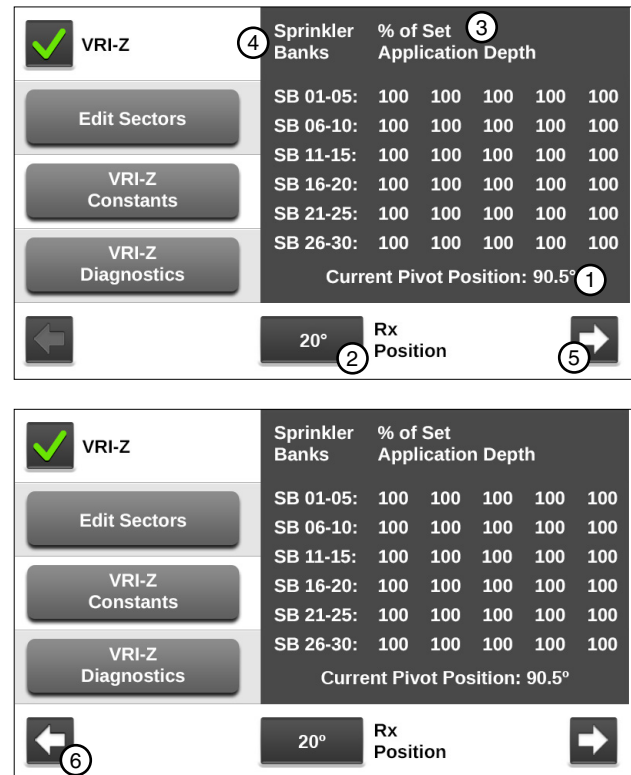 VRI-Z
4 Sprinkler Banks
% of Set Application Depth 3
Edit Sectors
VRI-Z
Constants
VRI-Z
Diagnostics
SB 01-05: 100 100 100 100 100
SB 06-10: 100 100 100 100 100
SB 11-15: 100 100 100 100 100
SB 16-20: 100 100 100 100 100
SB 21-25: 100 100 100 100 100
SB 26-30: 100 100 100 100 100
Current Pivot Position: 90.5° 1
20° 2
Rx
Position
5
VRI-Z
Sprinkler Banks
% of Set Application Depth
Edit Sectors
VRI-Z
Constants
VRI-Z
Diagnostics
SB 01-05: 100 100 100 100 100
SB 06-10: 100 100 100 100 100
SB 11-15: 100 100 100 100 100
SB 16-20: 100 100 100 100 100
SB 21-25: 100 100 100 100 100
SB 26-30: 100 100 100 100 100
Current Pivot Position: 90.5º
6
20º
Rx
Position